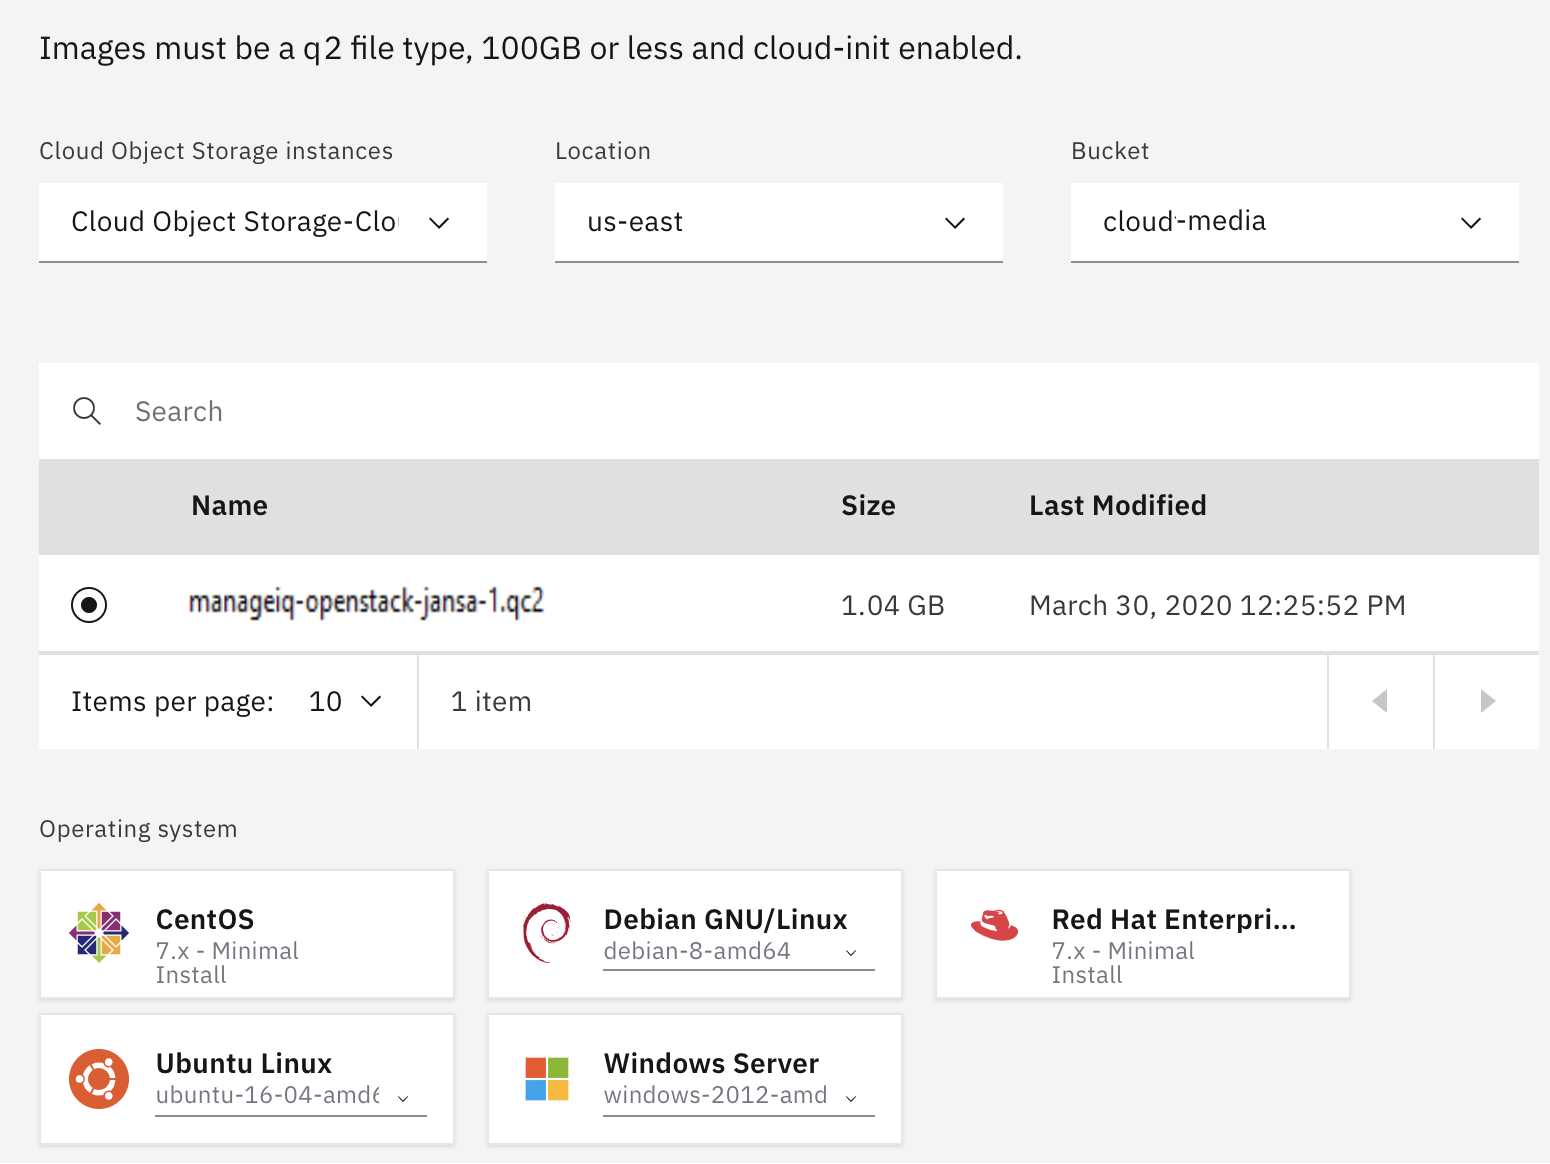 Images must be a q2 file type, 100GB or less and cloud-init enabled.
Cloud Object Storage instances Location Bucket
Cloud Object Storage-Clo us-east cloud-media
Search
Name Size Last Modified
manageiq-openstack-jansa-1.qc2 1.04 GB March 30, 2020 12:25:52 PM
Items per page: 10 1 item
Operating system
CentOS
7.x - Minimal
Install
Debian GNU/Linux
debian-8-amd64
Red Hat Enterpri...
7.x - Minimal
Install
Ubuntu Linux
ubuntu-16-04-amd6
Windows Server
windows-2012-amd